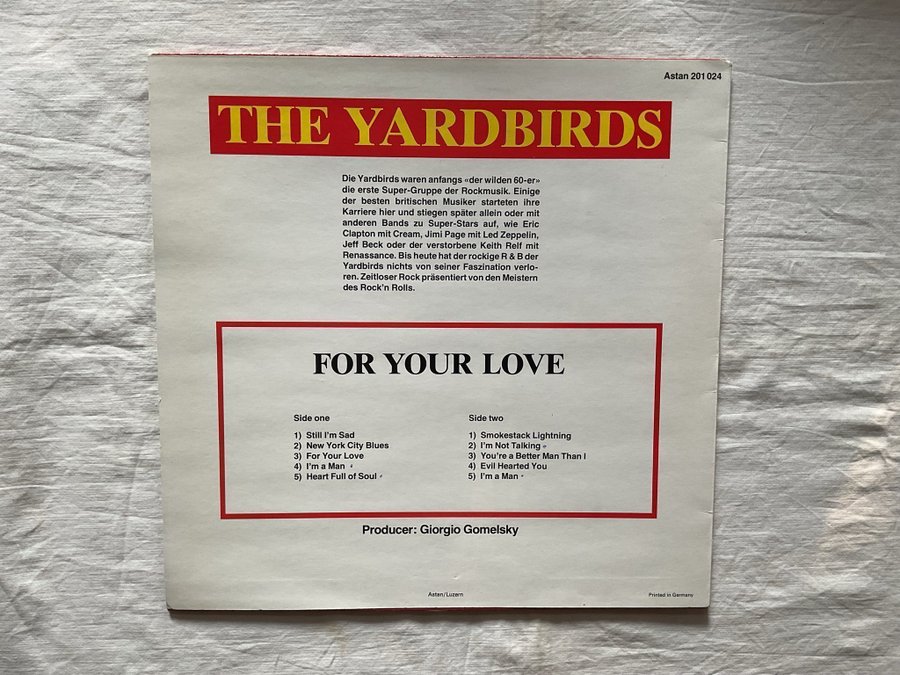 Astan 201 024
THE YARDBIRDS
Die Yardbirds waren anfangs «der wilden 60-er»
die erste Super-Gruppe der Rockmusik. Einige
der besten britischen Musiker starteten ihre
Karriere hier und stiegen später allein oder mit
anderen Bands zu Super-Stars auf, wie Eric
Clapton mit Cream, Jimi Page mit Led Zeppelin,
Jeff Beck oder der verstorbene Keith Relf mit
Renassance. Bis heute hat der rockige R & B der
Yardbirds nichts von seiner Faszination verlo-
ren. Zeitloser Rock präsentiert von den Meistern
des Rock'n Rolls.
FOR YOUR LOVE
Side one
1) Still I'm Sad
2) New York City Blues
3) For Your Love
4) I'm a Man
5) Heart Full of Soul
Side two
1) Smokestack Lightning
2) I'm Not Talking
3) You're a Better Man Than I
4) Evil Hearted You
5) I'm a Man
Producer: Giorgio Gomelsky
Astan/Luzern
Printed in Germany